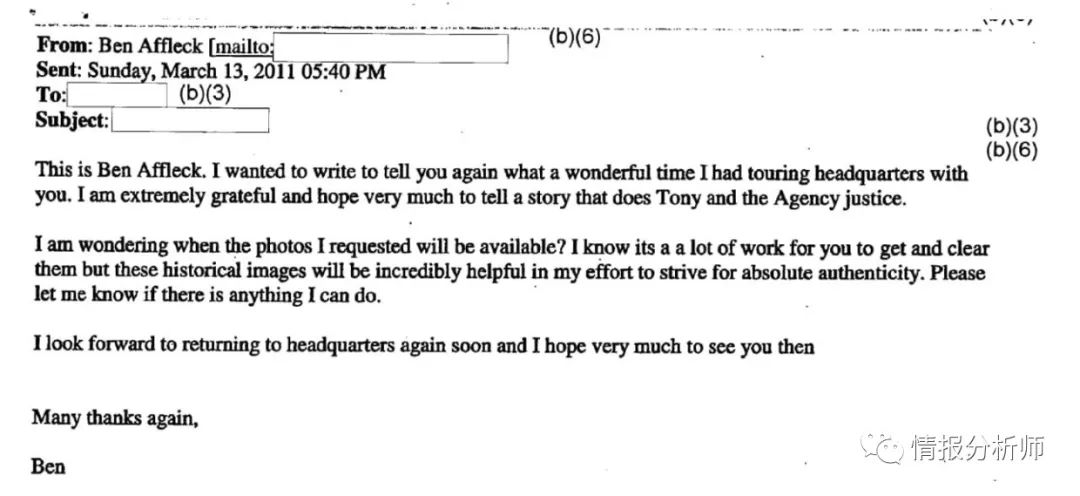 From: Ben Affleck [mailto: (b)(6)
Sent: Sunday, March 13, 2011 05:40 PM
To: (b)(3)
Subject:
(b)(3)
(b)(6)
This is Ben Affleck. I wanted to write to tell you again what a wonderful time I had touring headquarters with
you. I am extremely grateful and hope very much to tell a story that does Tony and the Agency justice.
I am wondering when the photos I requested will be available? I know its a a lot of work for you to get and clear
them but these historical images will be incredibly helpful in my effort to strive for absolute authenticity. Please
let me know if there is anything I can do.
I look forward to returning to headquarters again soon and I hope very much to see you then
Many thanks again,
Ben
情报分析师